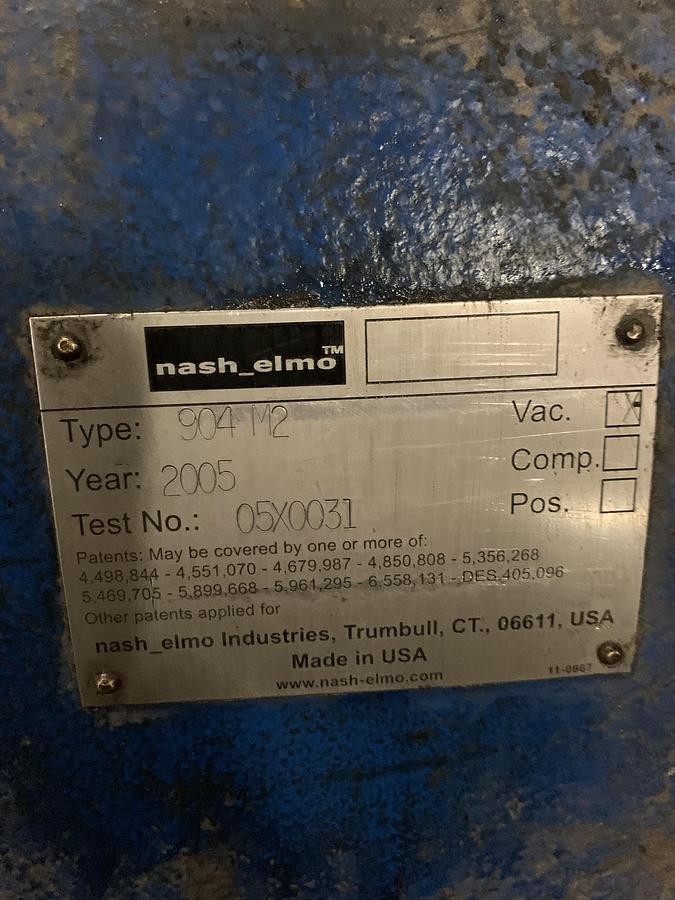 nash_elmo™
Type: 904 M2
Vac. X
Year: 2005
Comp.
Test No.: 05X0031
Pos.
Patents: May be covered by one or more of:
4,498,844 - 4,551,070 - 4,679,987 - 4,850,808 - 5,356,268
5,469,705 - 5,899,668 - 5,961,295 - 6,558,131 - DES.405,096
Other patents applied for
nash_elmo Industries, Trumbull, CT., 06611, USA
Made in USA
www.nash-elmo.com
11-0667